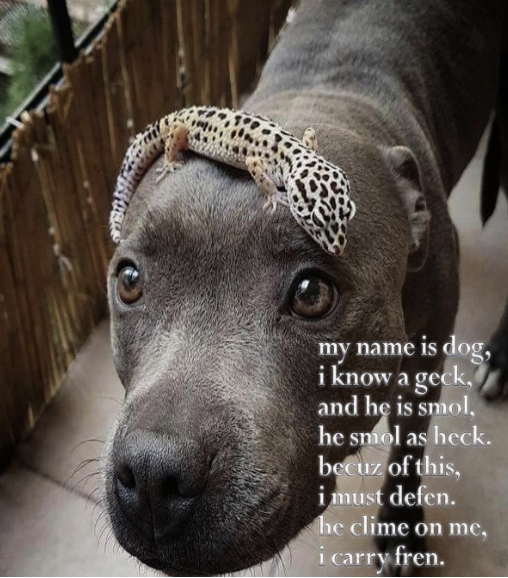 my name is dog,
i know a geck,
and he is smol,
he smol as heck.
becuz of this,
i must defen.
he clime on me,
i carry fren.